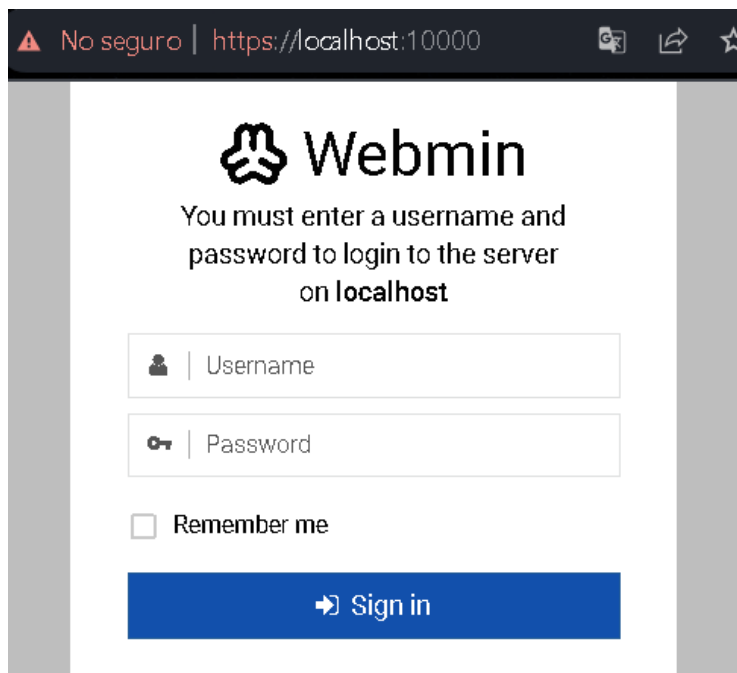 No seguro | https://localhost:10000
Webmin
You must enter a username and
password to login to the server
on localhost
Username
Password
Remember me
Sign in